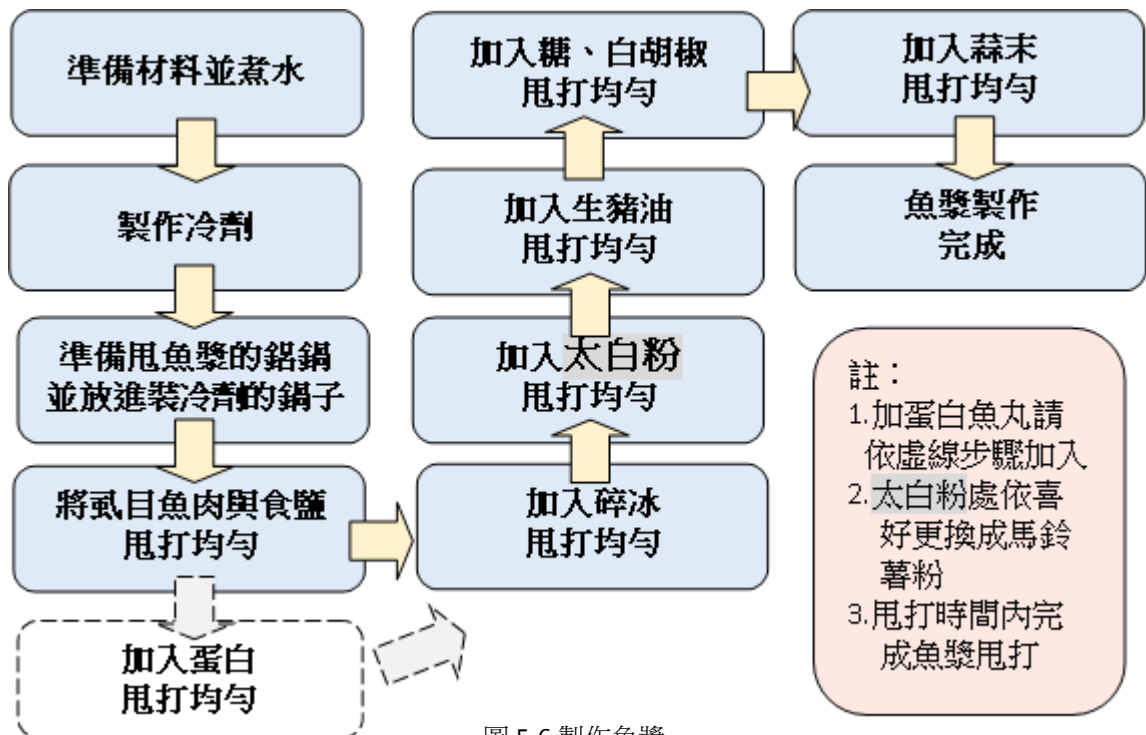 準備材料並煮水
製作冷劑
準備甩魚漿的鋁鍋
並放進裝冷劑的鍋子
將虱目魚肉與食鹽
甩打均勻
加入蛋白
甩打均勻
加入碎冰
甩打均勻
加入太白粉
甩打均勻
加入生豬油
甩打均勻
加入糖、白胡椒
甩打均勻
加入蒜末
甩打均勻
魚漿製作
完成
註：
1.加蛋白魚丸請
依虛線步驟加入
2.太白粉處依喜
好更換成馬鈴
薯粉
3.甩打時間內完
成魚漿甩打
圖 5-6 製作魚漿